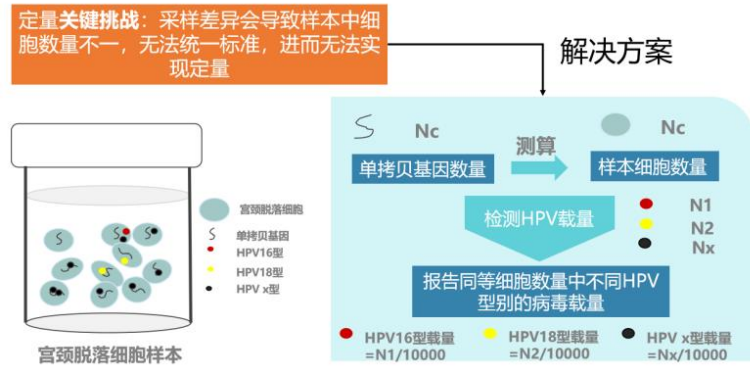 定量关键挑战：采样差异会导致样本中细
胞数量不一，无法统一标准，进而无法实
现定量
解决方案
Nc
单拷贝基因数量
测算
Nc
样本细胞数量
检测HPV载量
N1
N2
Nx
报告同等细胞数量中不同HPV
型别的病毒载量
HPV16型载量
=N1/10000
HPV18型载量
=N2/10000
HPV x型载量
=Nx/10000
宫颈脱落细胞
单拷贝基因
HPV16型
HPV18型
HPV x型
宫颈脱落细胞样本